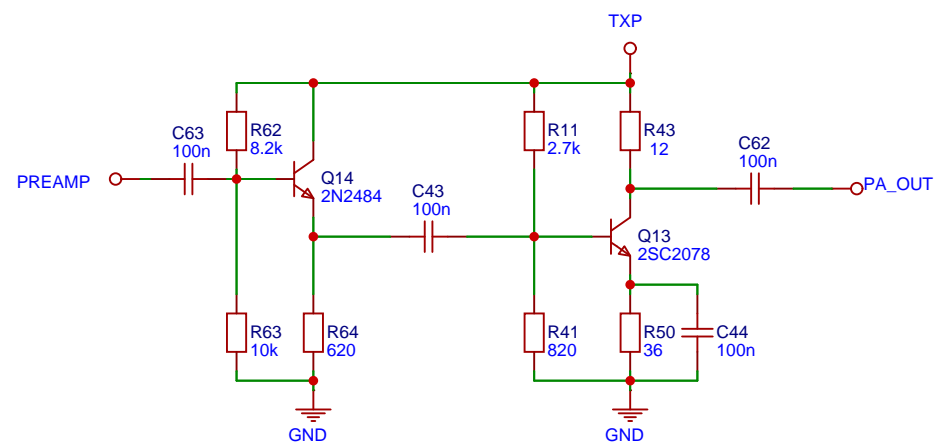 TXP
C63
100n
R62
8.2k
R11
2.7k
R43
12
C62
100n
PREAMP
Q14
2N2484
C43
100n
PA_OUT
Q13
2SC2078
R63
10k
R64
620
R41
820
R50
36
C44
100n
GND
GND